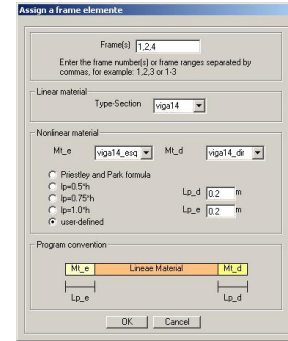 Assign a frame elemente
Frame(s) 1,2,4
Enter the frame number(s) or frame ranges separated by
commas, for example: 1,2,3 or 1-3
Linear material
Type-Section viga14
Nonlinear material
Mt_e viga14_esq Mt_d viga14_dir
Priestley and Park formula
lp=0.5*h
lp=0.75*h
lp=1.0*h
user-defined
Lp_d 0.2 m
Lp_e 0.2 m
Program convention
Mt_e Lineae Material Mt_d
Lp_e Lp_d
OK Cancel